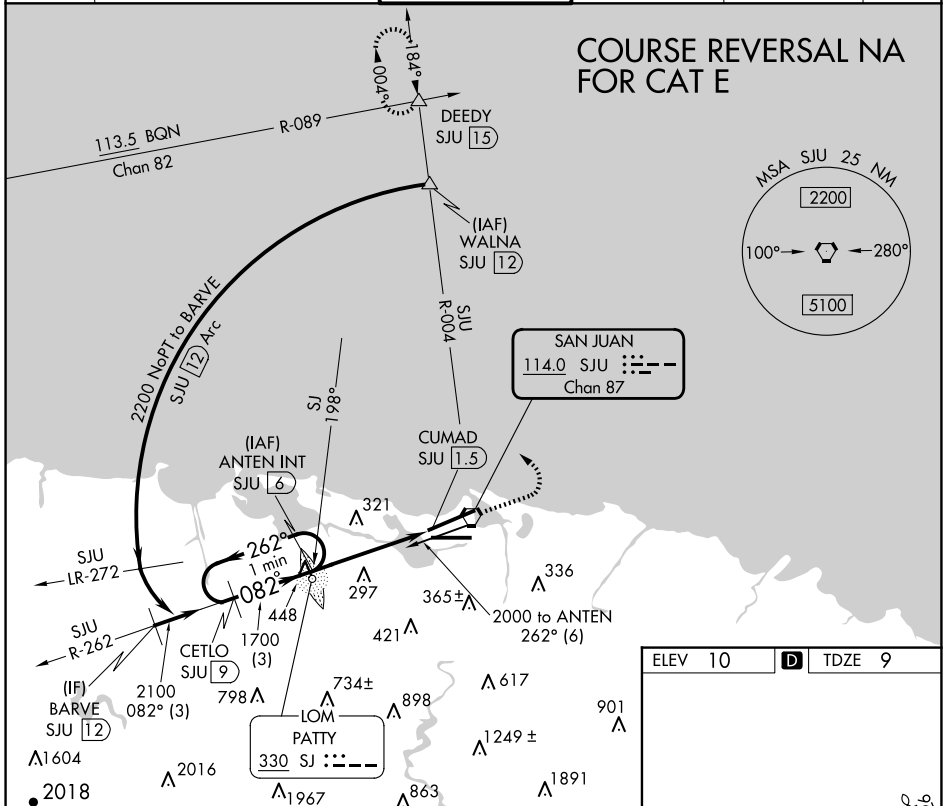 COURSE REVERSAL NA
FOR CAT E
184°
004°
DEEDY
SJU 15
113.5 BQN
Chan 82
R-089
MSA SJU 25 NM
2200
100°
280°
5100
(IAF)
WALNA
SJU 12
2200 NoPT to BARVE
SJU 12 Arc
SJU
R-004
SAN JUAN
114.0 SJU
Chan 87
SJ
198°
CUMAD
SJU 1.5
(IAF)
ANTEN INT
SJU 6
321
SJU
LR-272
262°
1 min
082°
297
336
365±
448
2000 to ANTEN
262° (6)
421
SJU
R-262
CETLO
SJU 9
1700
(3)
(IF)
BARVE
SJU 12
2100
082° (3)
798
734±
898
617
901
ELEV 10
D
TDZE 9
LOM
PATTY
330 SJ
1249 ±
1604
2016
1967
863
1891
2018